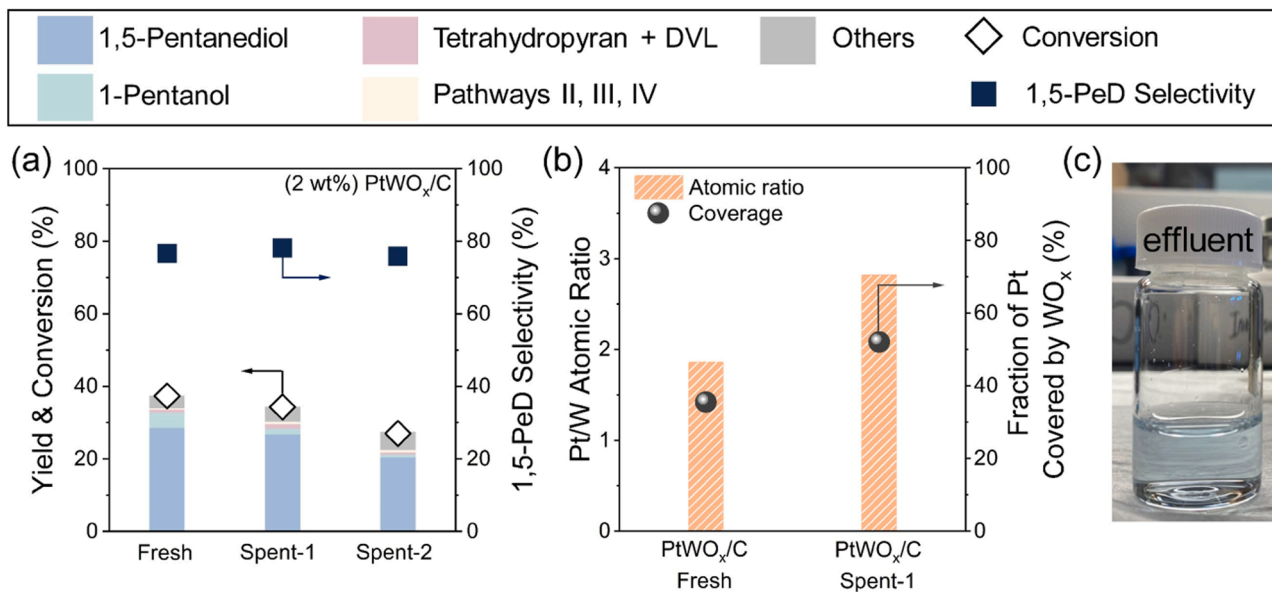 1,5-Pentanediol
Tetrahydropyran + DVL
Others
Conversion
1-Pentanol
Pathways II, III, IV
1,5-PeD Selectivity
(a)
Yield & Conversion (%)
100
80
60
40
20
0
(2 wt%) PtWOₓ/C
100
80
60
40
20
0
1,5-PeD Selectivity (%)
Fresh
Spent-1
Spent-2
(b)
Pt/W Atomic Ratio
4
3
2
1
0
Atomic ratio
Coverage
100
80
60
40
20
0
Fraction of Pt
Covered by WOₓ (%)
PtWOₓ/C
Fresh
PtWOₓ/C
Spent-1
(c)
effluent